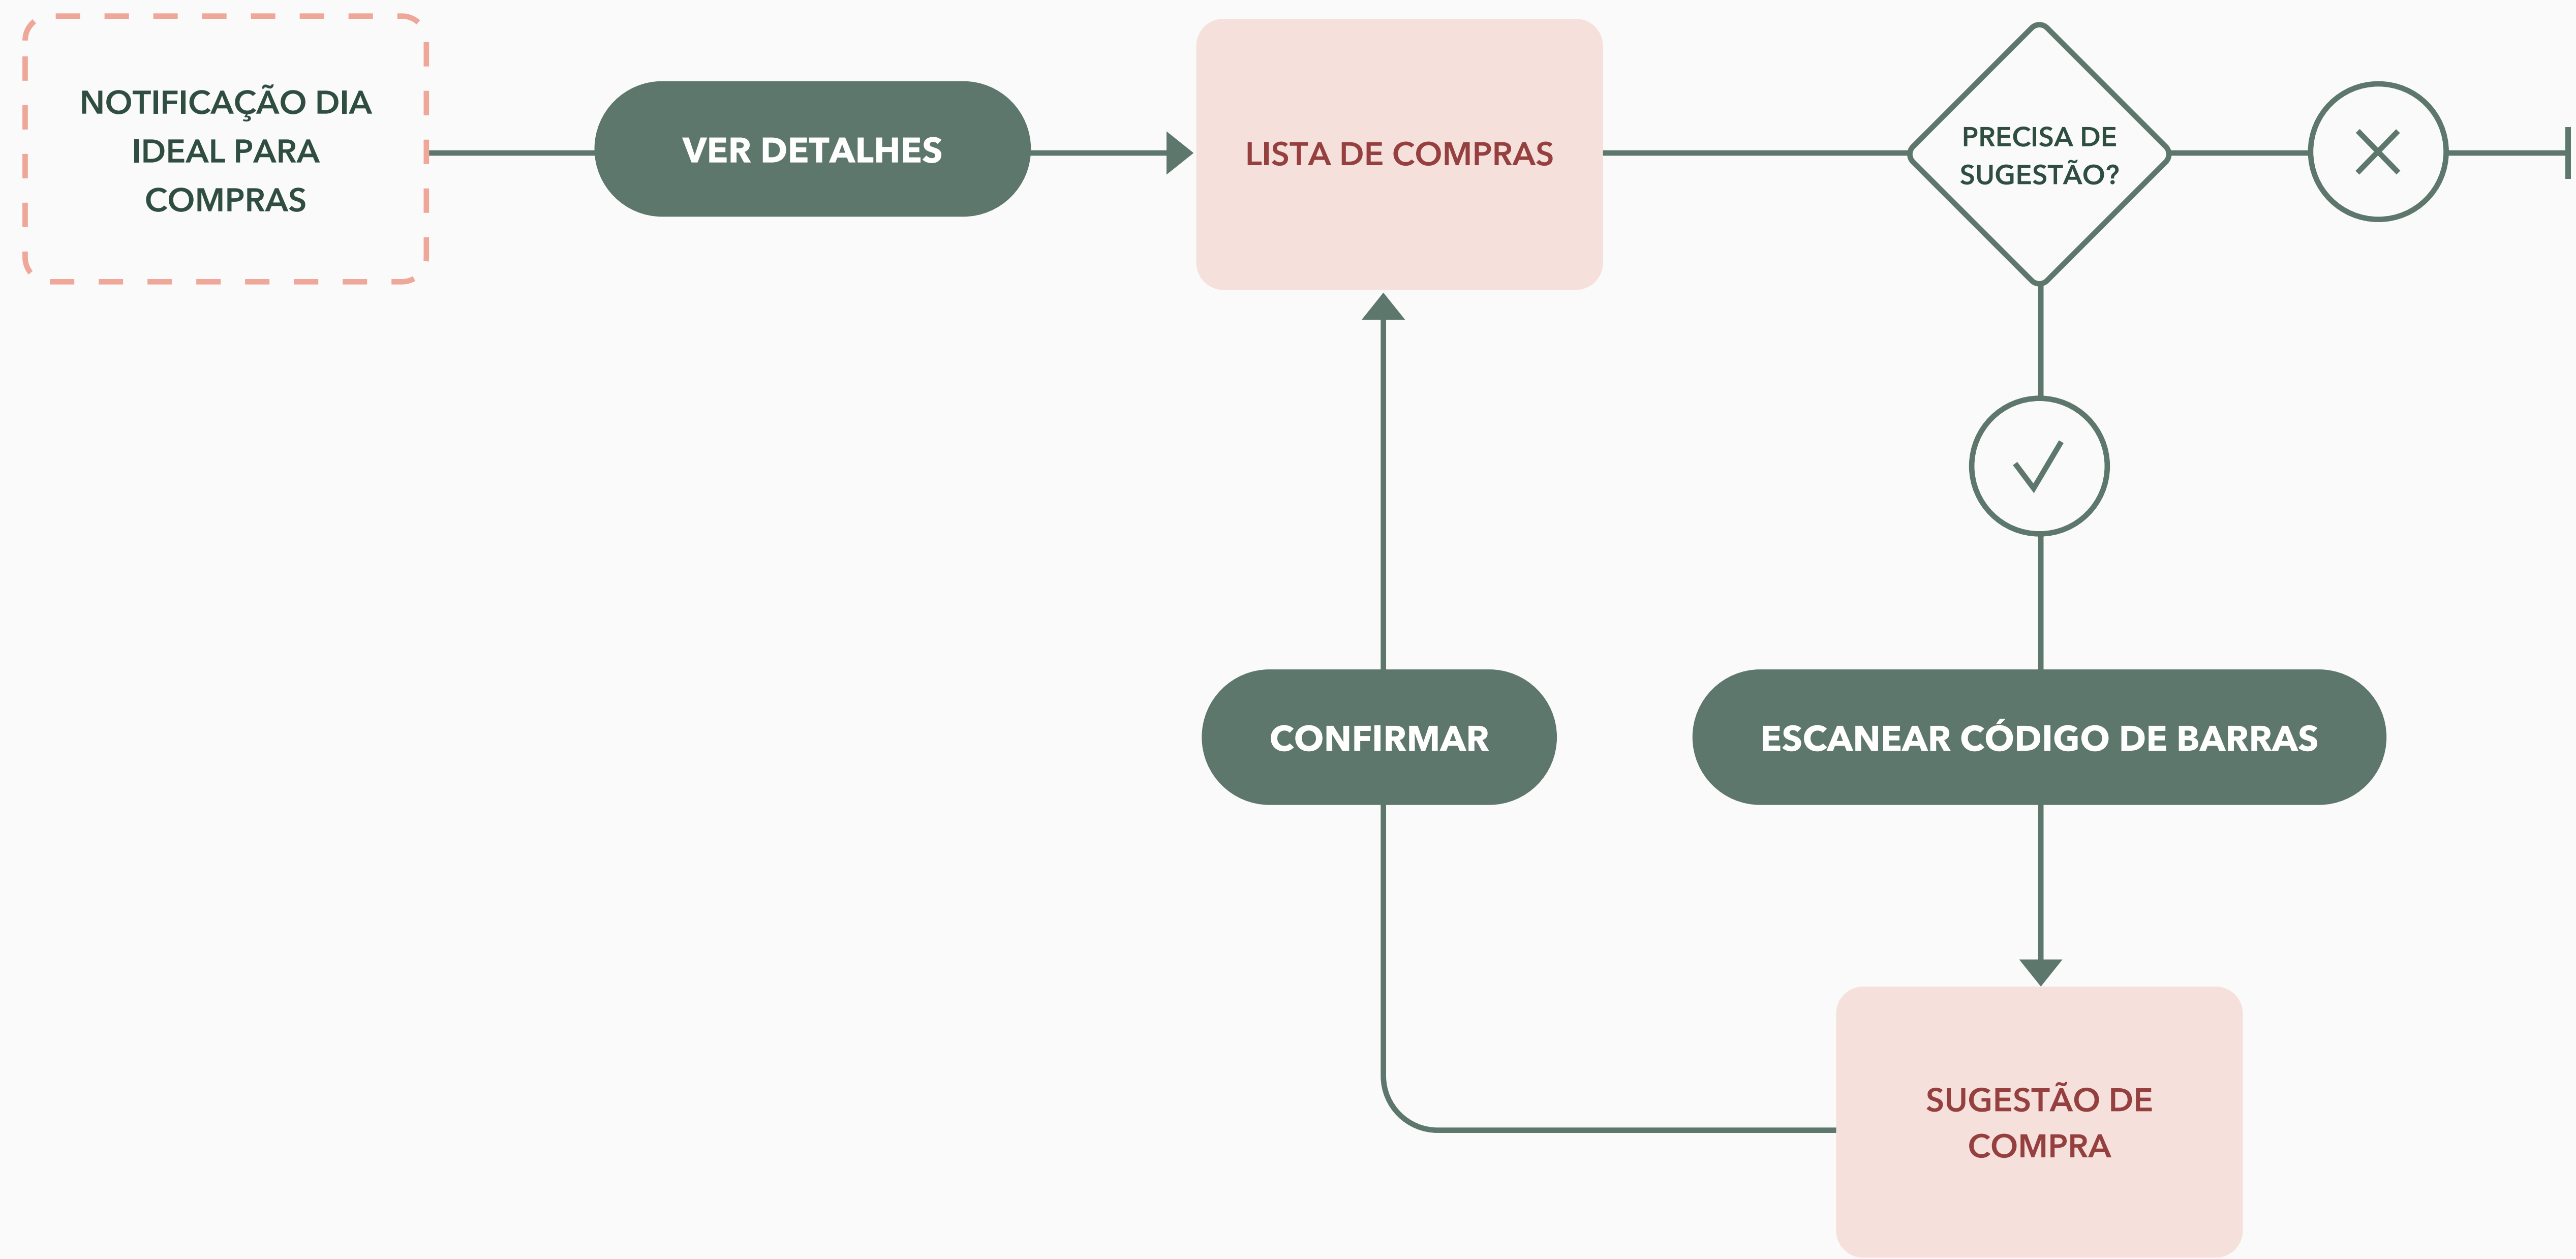 NOTIFICAÇÃO DIA
IDEAL PARA
COMPRAS
VER DETALHES
LISTA DE COMPRAS
PRECISA DE
SUGESTÃO?
CONFIRMAR
ESCANEAR CÓDIGO DE BARRAS
SUGESTÃO DE
COMPRA